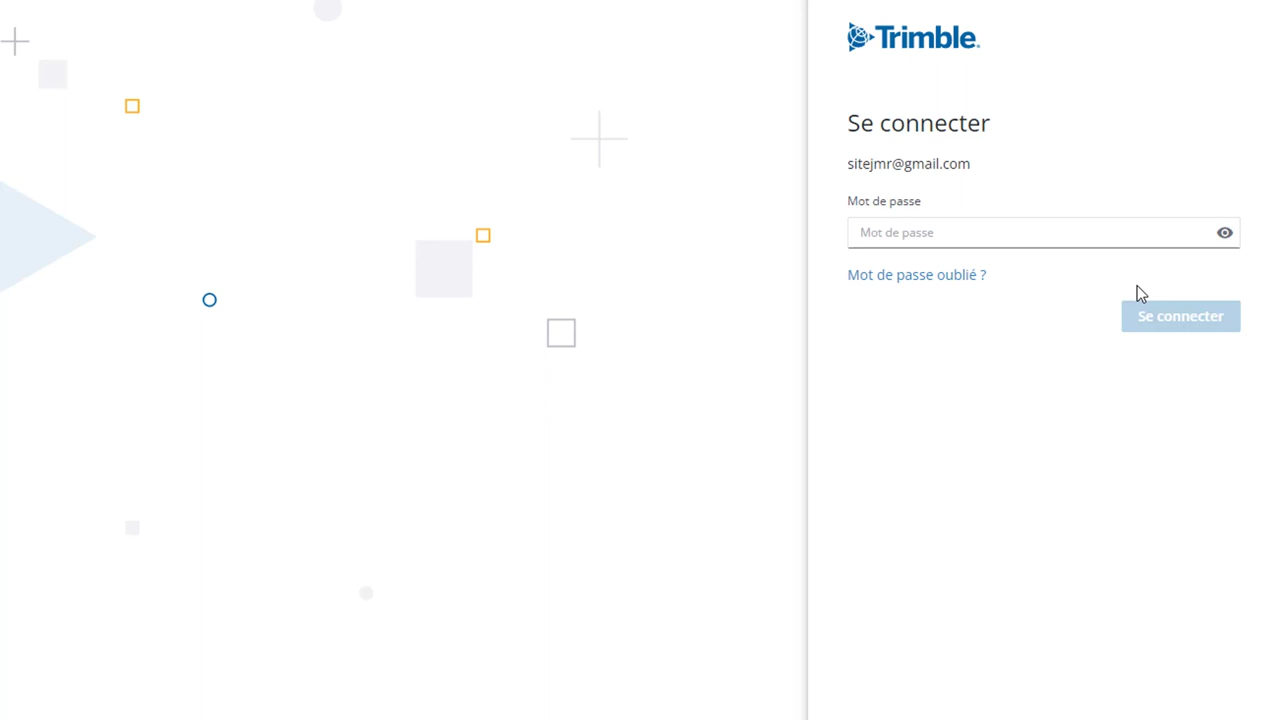 Trimble
Se connecter
sitejmr@gmail.com
Mot de passe
Mot de passe
Mot de passe oublié ?
Se connecter